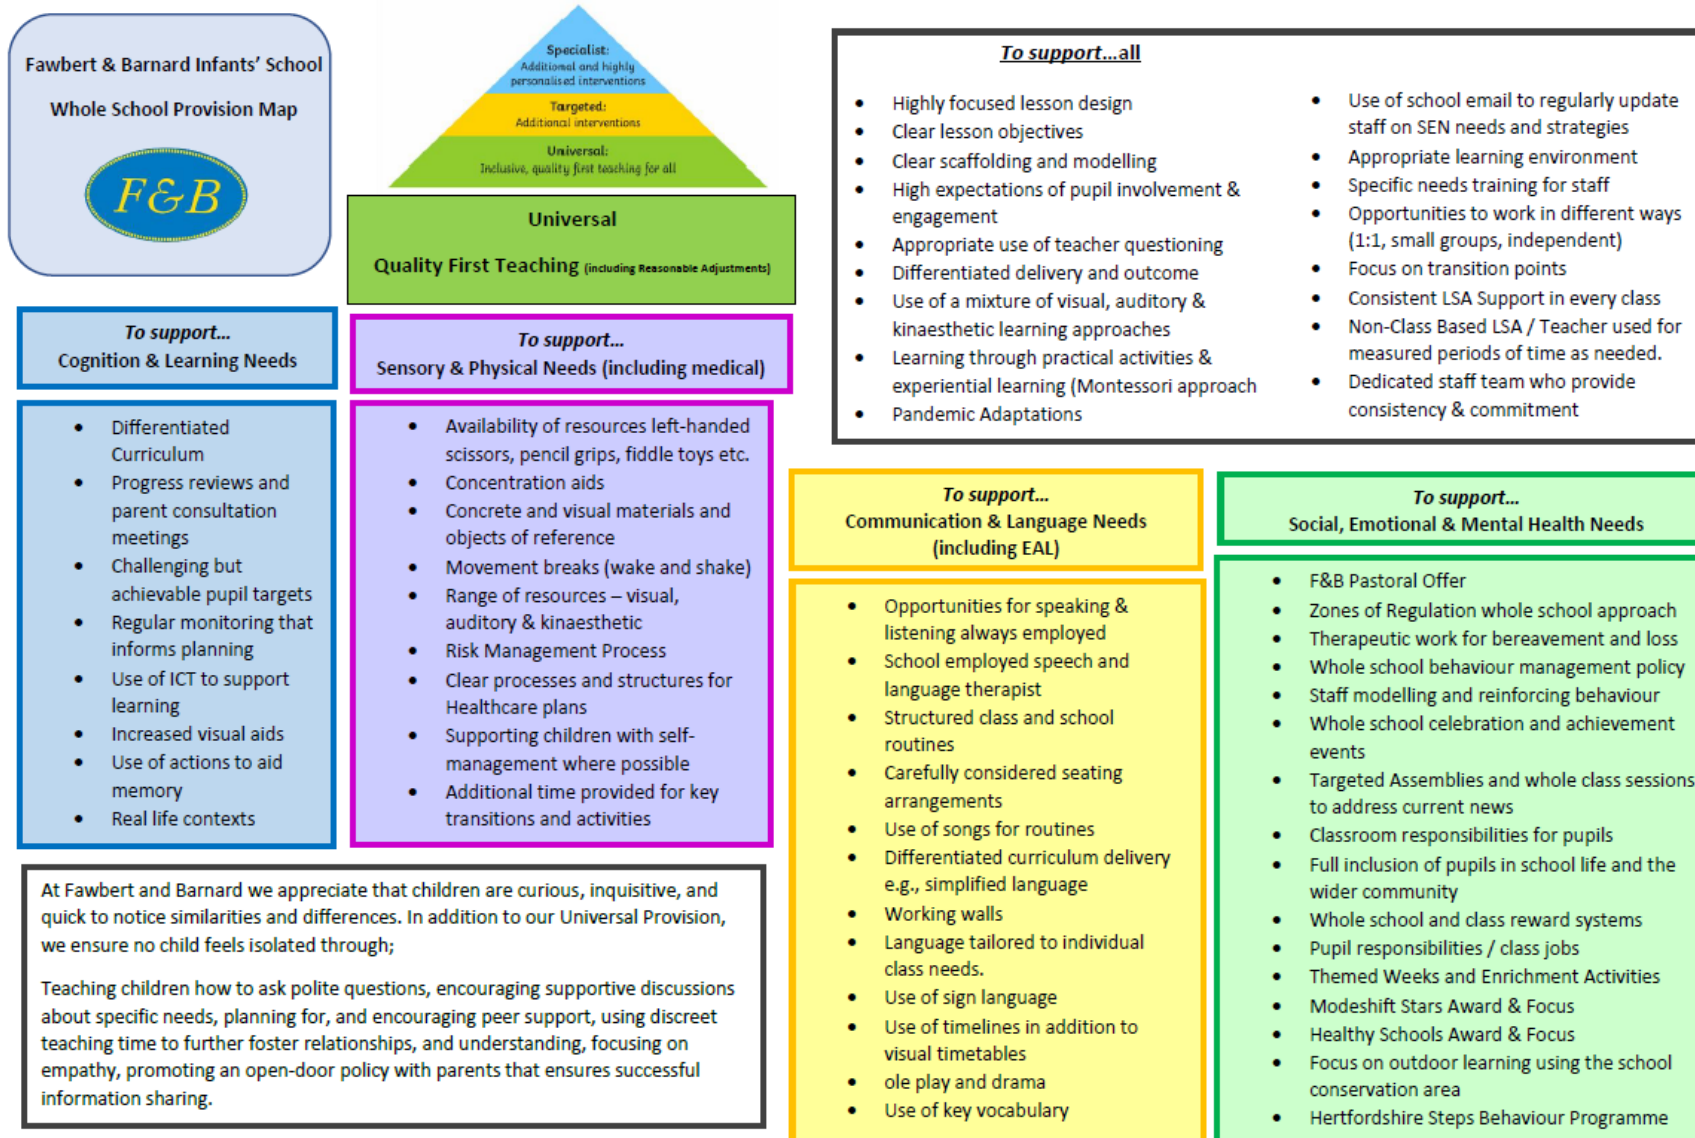 Fawbert & Barnard Infants' School
Whole School Provision Map
F&B
Specialist:
Additional and highly
personalised interventions
Targeted:
Additional interventions
Universal:
Inclusive, quality first teaching for all
Universal
Quality First Teaching (including Reasonable Adjustments)
To support...all
• Highly focused lesson design
• Clear lesson objectives
• Clear scaffolding and modelling
• High expectations of pupil involvement &
engagement
• Appropriate use of teacher questioning
• Differentiated delivery and outcome
• Use of a mixture of visual, auditory &
kinaesthetic learning approaches
• Learning through practical activities &
experiential learning (Montessori approach
• Pandemic Adaptations
• Use of school email to regularly update
staff on SEN needs and strategies
• Appropriate learning environment
• Specific needs training for staff
• Opportunities to work in different ways
(1:1, small groups, independent)
• Focus on transition points
• Consistent LSA Support in every class
• Non-Class Based LSA / Teacher used for
measured periods of time as needed.
• Dedicated staff team who provide
consistency & commitment
To support...
Cognition & Learning Needs
• Differentiated
Curriculum
• Progress reviews and
parent consultation
meetings
• Challenging but
achievable pupil targets
• Regular monitoring that
informs planning
• Use of ICT to support
learning
• Increased visual aids
• Use of actions to aid
memory
• Real life contexts
To support...
Sensory & Physical Needs (including medical)
• Availability of resources left-handed
scissors, pencil grips, fiddle toys etc.
• Concentration aids
• Concrete and visual materials and
objects of reference
• Movement breaks (wake and shake)
• Range of resources – visual,
auditory & kinaesthetic
• Risk Management Process
• Clear processes and structures for
Healthcare plans
• Supporting children with self-
management where possible
• Additional time provided for key
transitions and activities
To support...
Communication & Language Needs
(including EAL)
• Opportunities for speaking &
listening always employed
• School employed speech and
language therapist
• Structured class and school
routines
• Carefully considered seating
arrangements
• Use of songs for routines
• Differentiated curriculum delivery
e.g., simplified language
• Working walls
• Language tailored to individual
class needs.
• Use of sign language
• Use of timelines in addition to
visual timetables
• ole play and drama
• Use of key vocabulary
To support...
Social, Emotional & Mental Health Needs
• F&B Pastoral Offer
• Zones of Regulation whole school approach
• Therapeutic work for bereavement and loss
• Whole school behaviour management policy
• Staff modelling and reinforcing behaviour
• Whole school celebration and achievement
events
• Targeted Assemblies and whole class sessions
to address current news
• Classroom responsibilities for pupils
• Full inclusion of pupils in school life and the
wider community
• Whole school and class reward systems
• Pupil responsibilities / class jobs
• Themed Weeks and Enrichment Activities
• Modeshift Stars Award & Focus
• Healthy Schools Award & Focus
• Focus on outdoor learning using the school
conservation area
• Hertfordshire Steps Behaviour Programme
At Fawbert and Barnard we appreciate that children are curious, inquisitive, and
quick to notice similarities and differences. In addition to our Universal Provision,
we ensure no child feels isolated through;
Teaching children how to ask polite questions, encouraging supportive discussions
about specific needs, planning for, and encouraging peer support, using discreet
teaching time to further foster relationships, and understanding, focusing on
empathy, promoting an open-door policy with parents that ensures successful
information sharing.